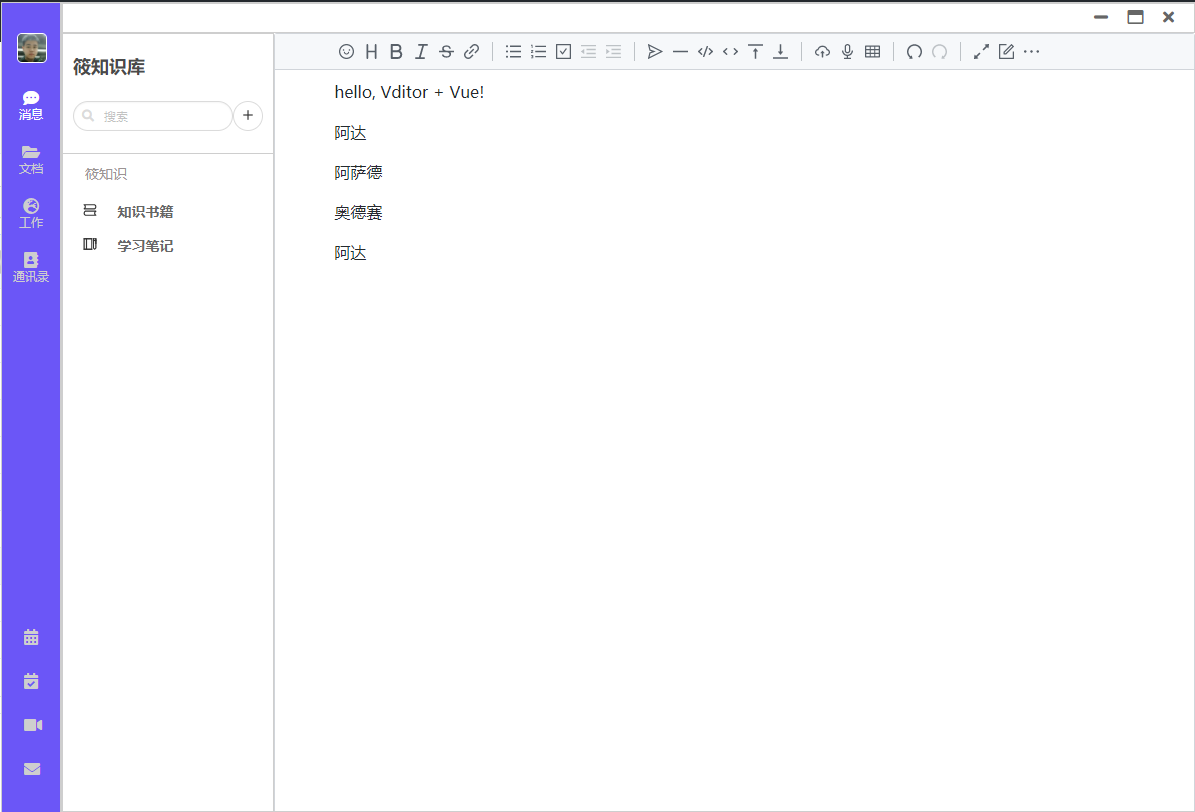 消息
文档
工作
通讯录
筱知识库
搜索
筱知识
知识书籍
学习笔记
hello, Vditor + Vue!
阿达
阿萨德
奥德赛
阿达